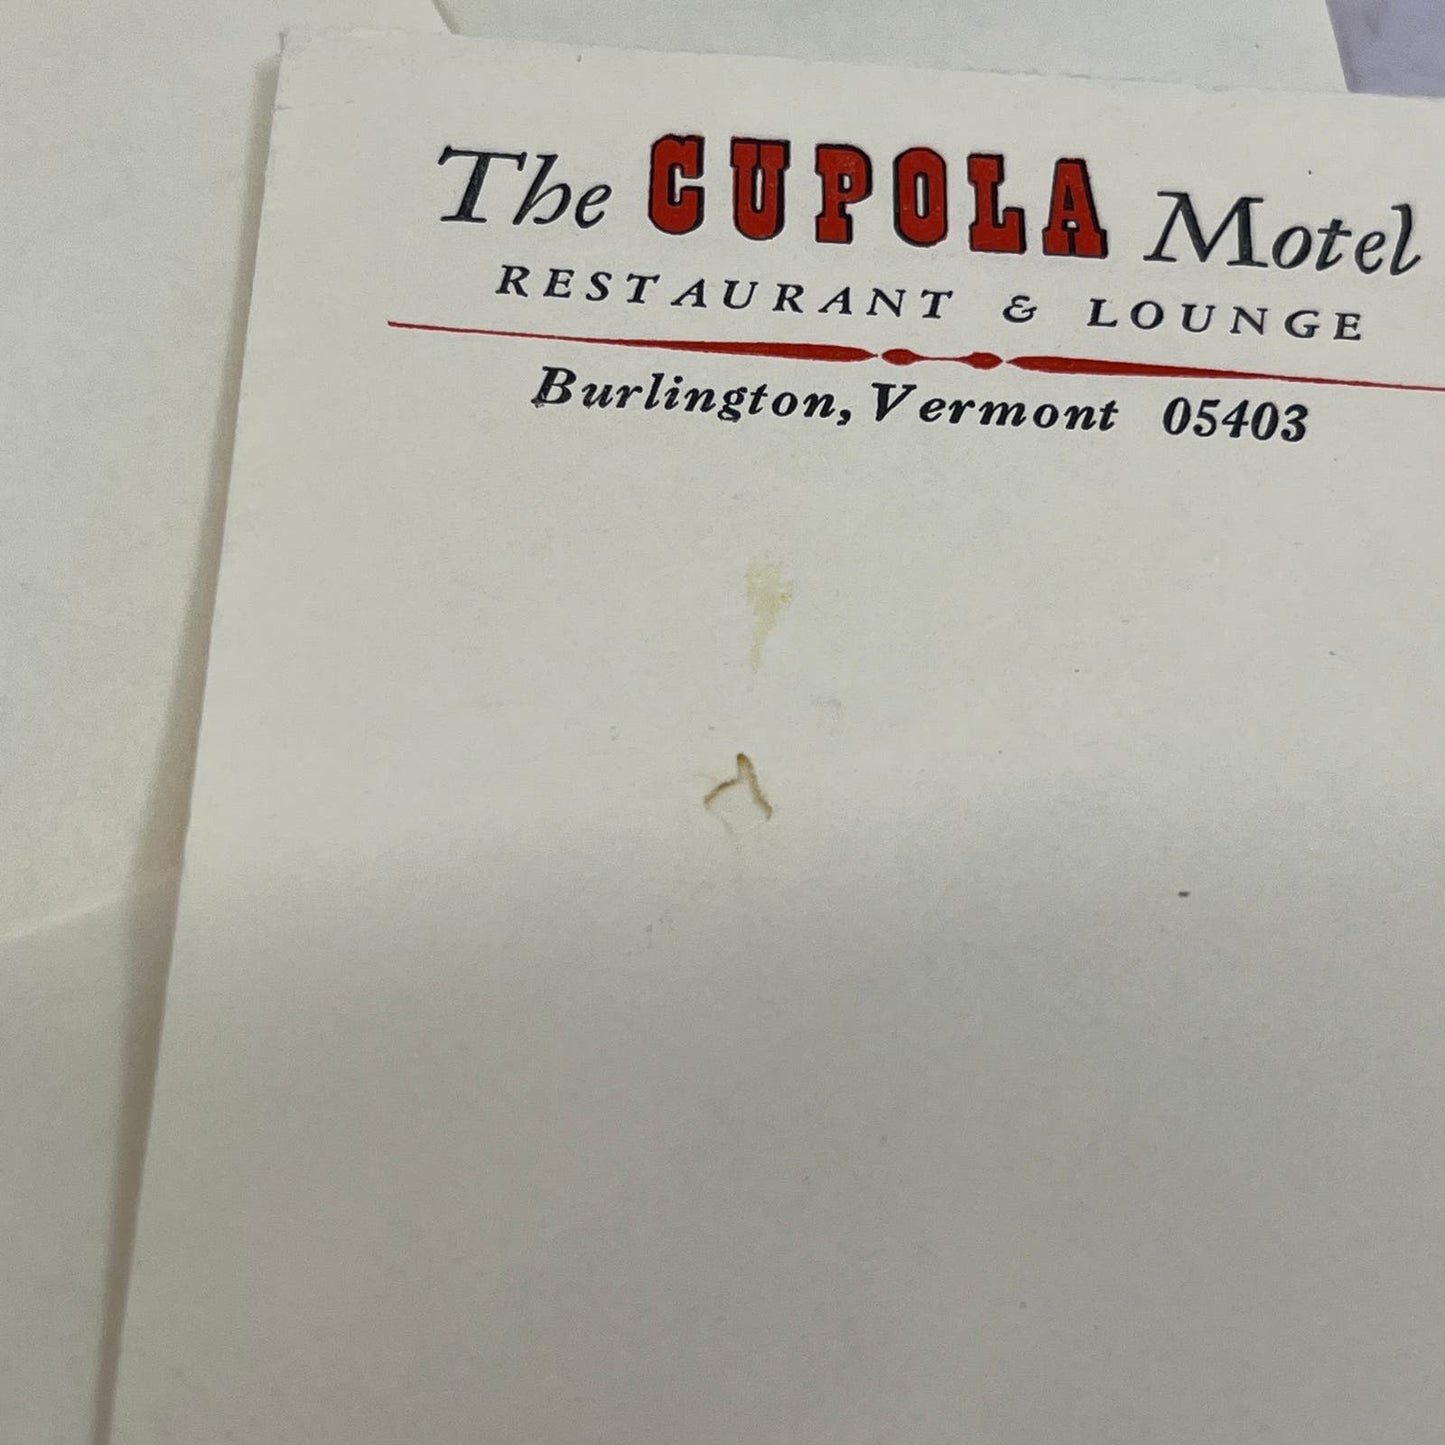 The CUPOLA Motel
RESTAURANT & LOUNGE
Burlington, Vermont 05403